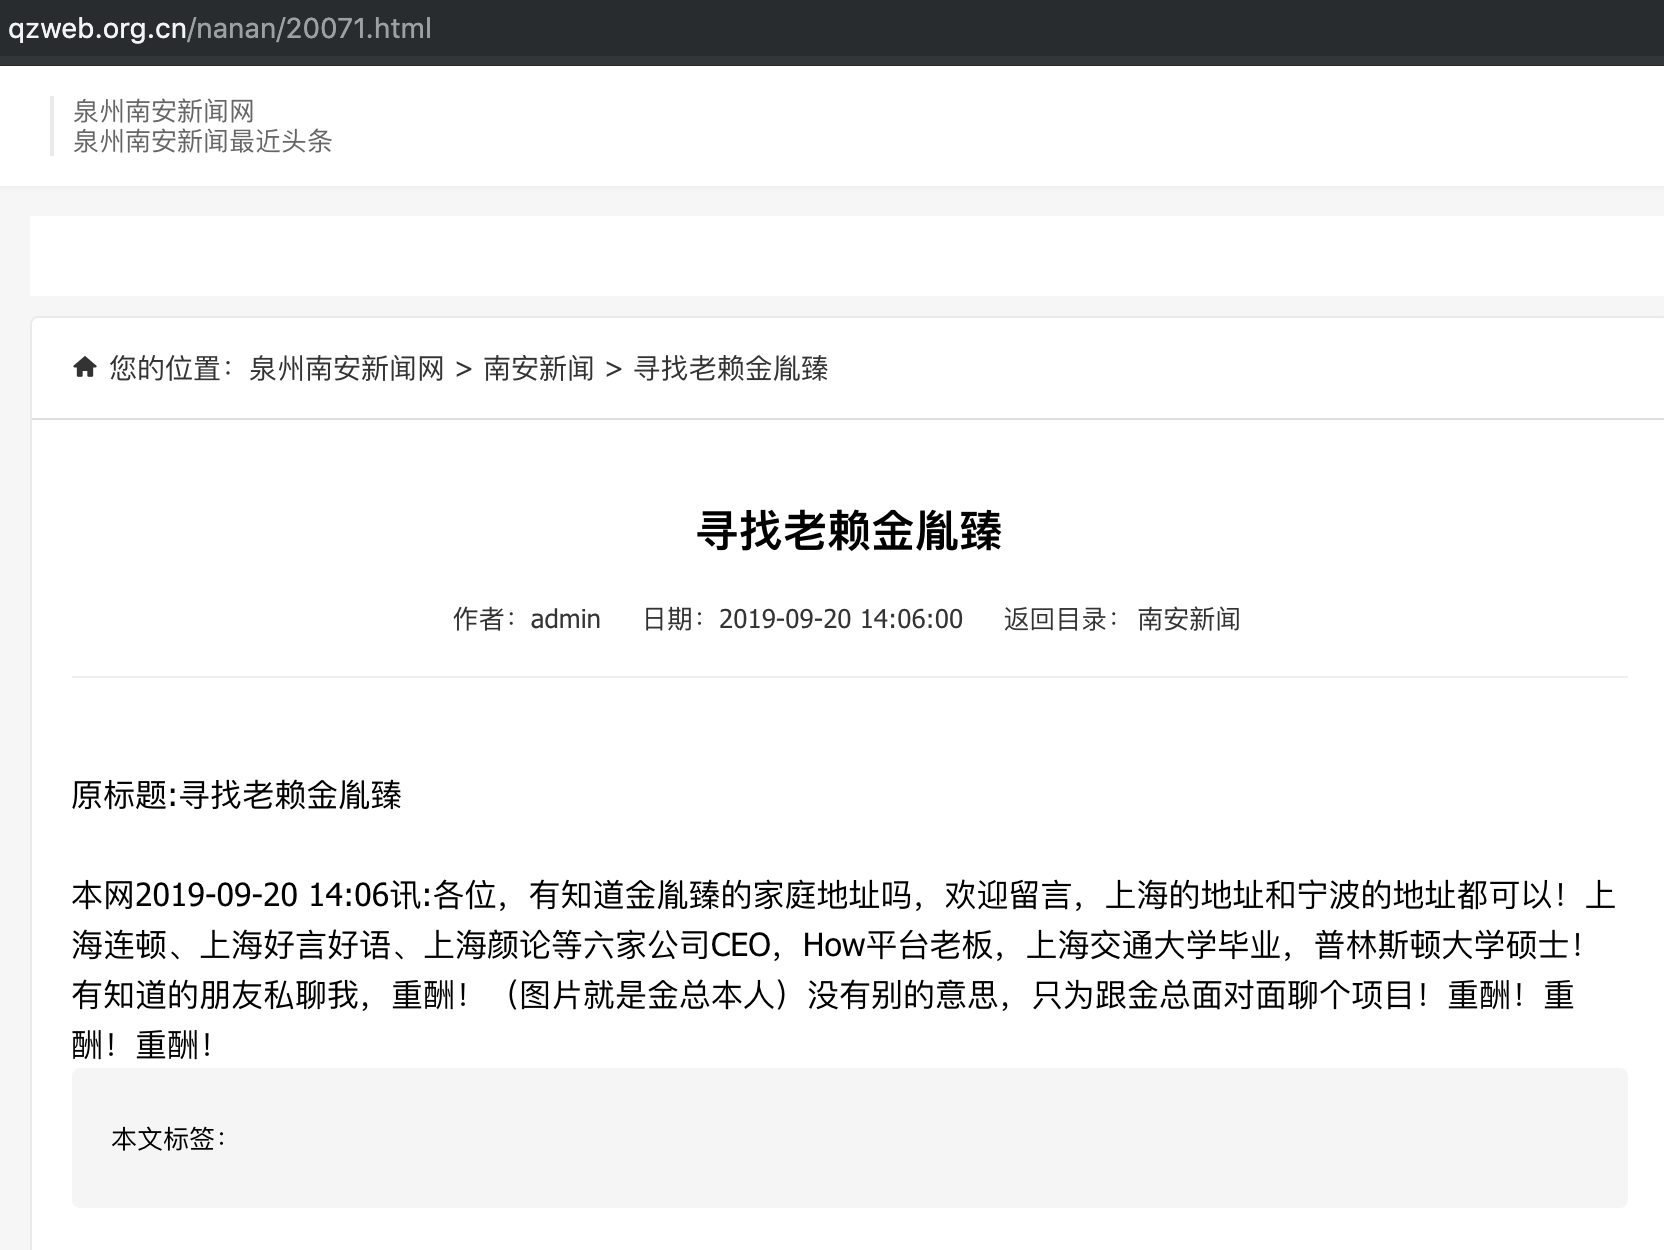 qzweb.org.cn/nanan/20071.html
泉州南安新闻网
泉州南安新闻最近头条
您的位置：泉州南安新闻网 > 南安新闻 > 寻找老赖金胤臻
寻找老赖金胤臻
作者：admin 日期：2019-09-20 14:06:00 返回目录：南安新闻
原标题:寻找老赖金胤臻
本网2019-09-20 14:06讯:各位，有知道金胤臻的家庭地址吗，欢迎留言，上海的地址和宁波的地址都可以！上
海连顿、上海好言好语、上海颜论等六家公司CEO，How平台老板，上海交通大学毕业，普林斯顿大学硕士！
有知道的朋友私聊我，重酬！（图片就是金总本人）没有别的意思，只为跟金总面对面聊个项目！重酬！重
酬！重酬！
本文标签：